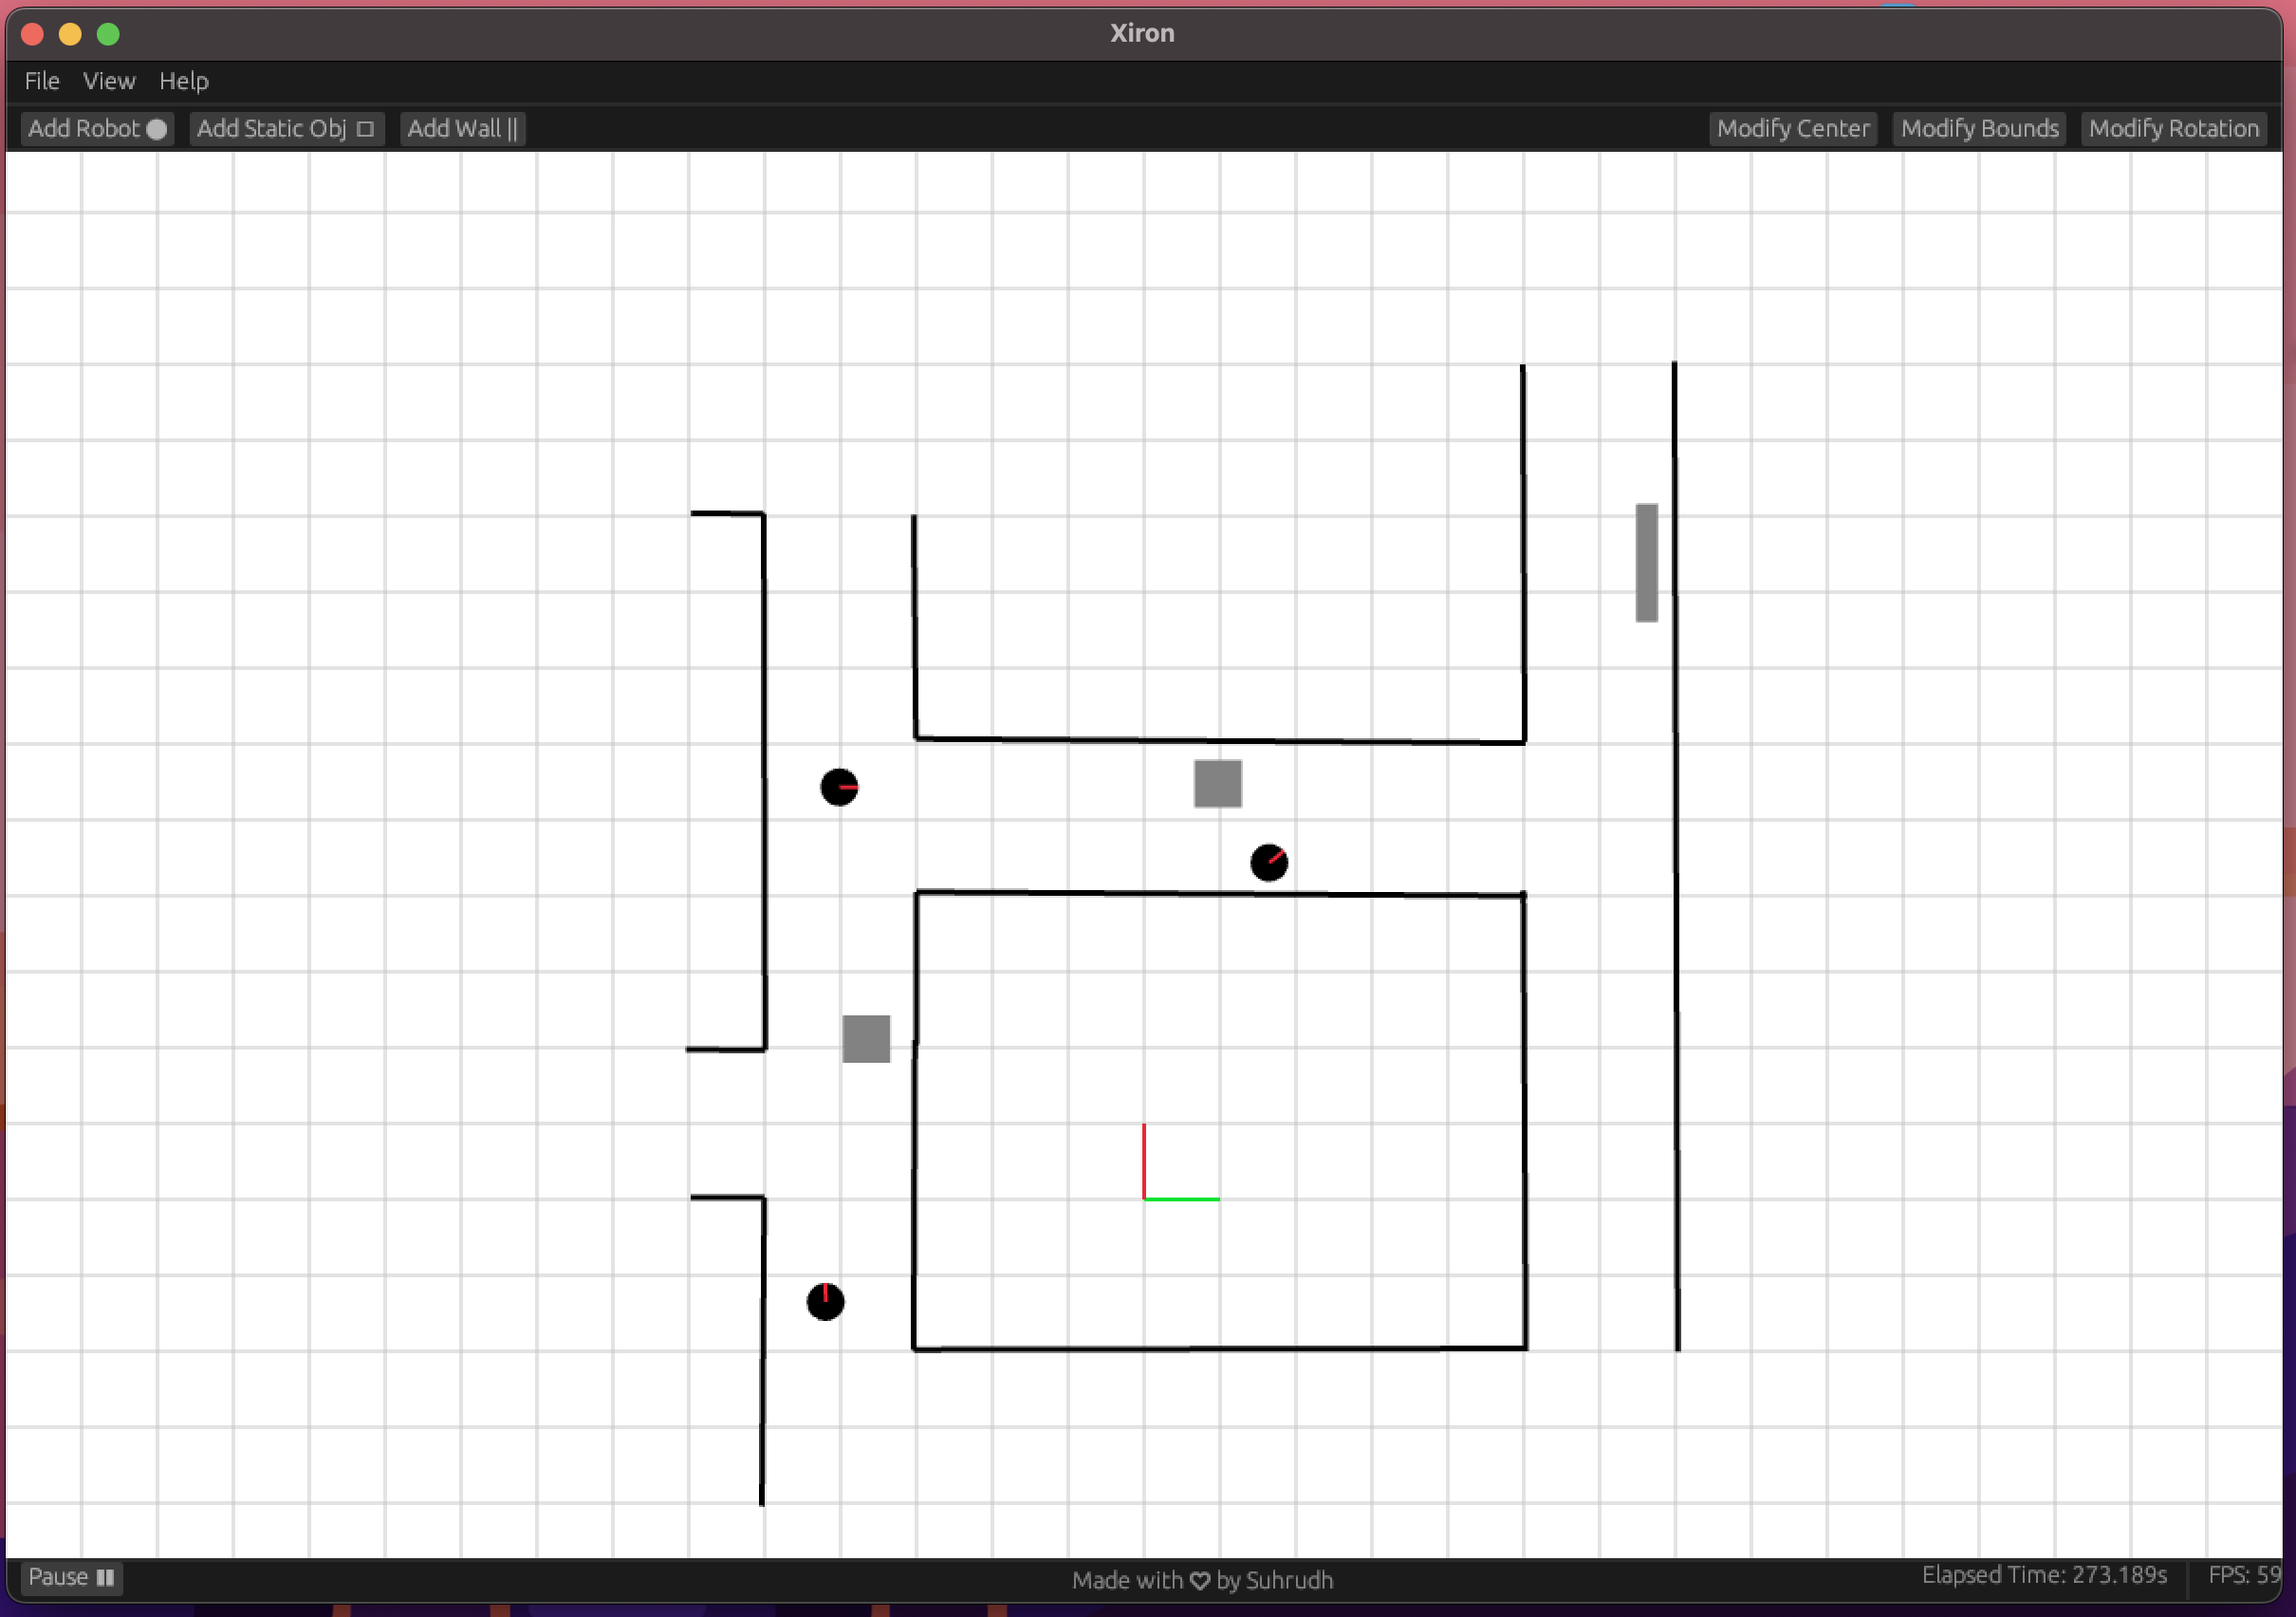 Xiron
File View Help
Add Robot Add Static Obj Add Wall Modify Center Modify Bounds Modify Rotation
Pause Made with ♡ by Suhrudh Elapsed Time: 273.189s FPS: 59